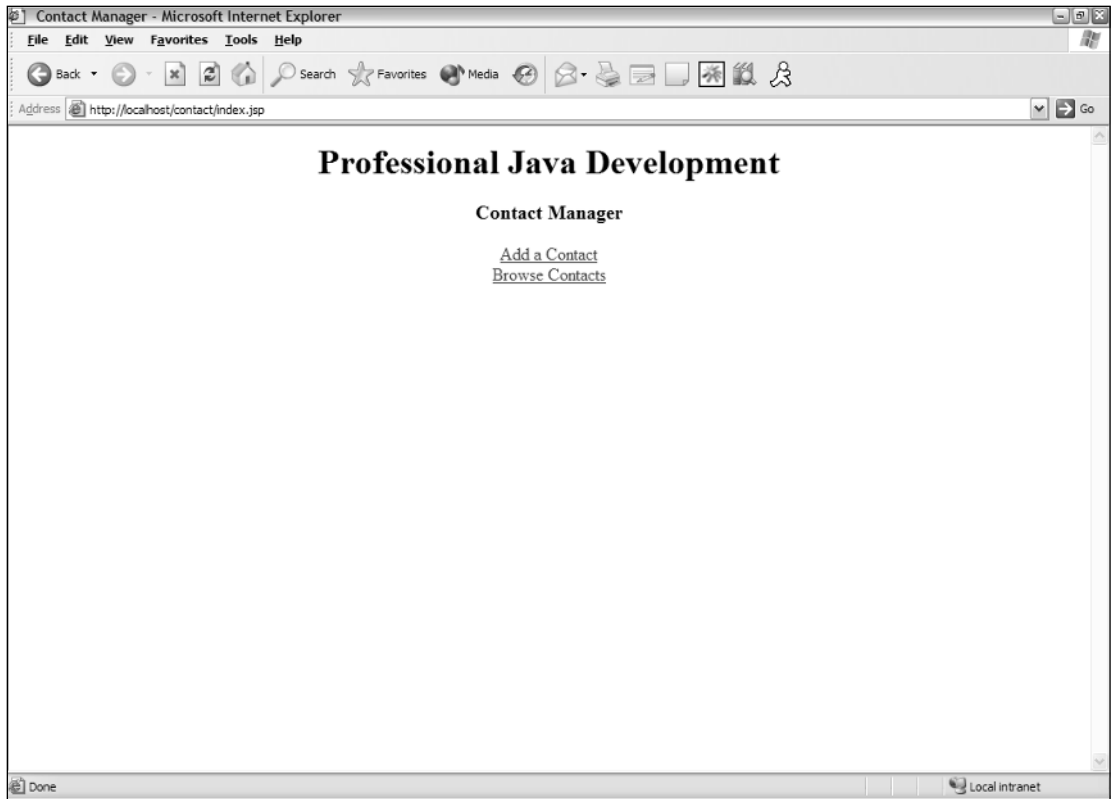 Contact Manager - Microsoft Internet Explorer
File Edit View Favorites Tools Help
Back Search Favorites Media
Address http://localhost/contact/index.jsp Go
Professional Java Development
Contact Manager
Add a Contact
Browse Contacts
Done Local intranet